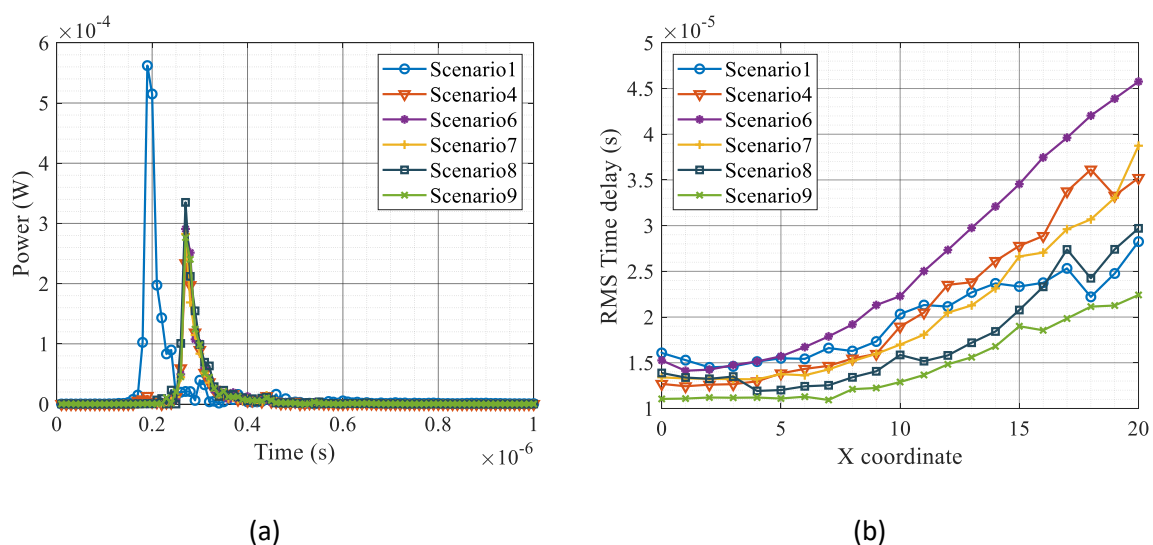 ×10-4
6
5
4
3
2
1
0
Power (W)
0
0.2
0.4
0.6
0.8
1
Time (s)
×10-6
Scenario1
Scenario4
Scenario6
Scenario7
Scenario8
Scenario9
(a)
×10-5
5
4.5
4
3.5
3
2.5
2
1.5
1
RMS Time delay (s)
0
5
10
15
20
X coordinate
Scenario1
Scenario4
Scenario6
Scenario7
Scenario8
Scenario9
(b)